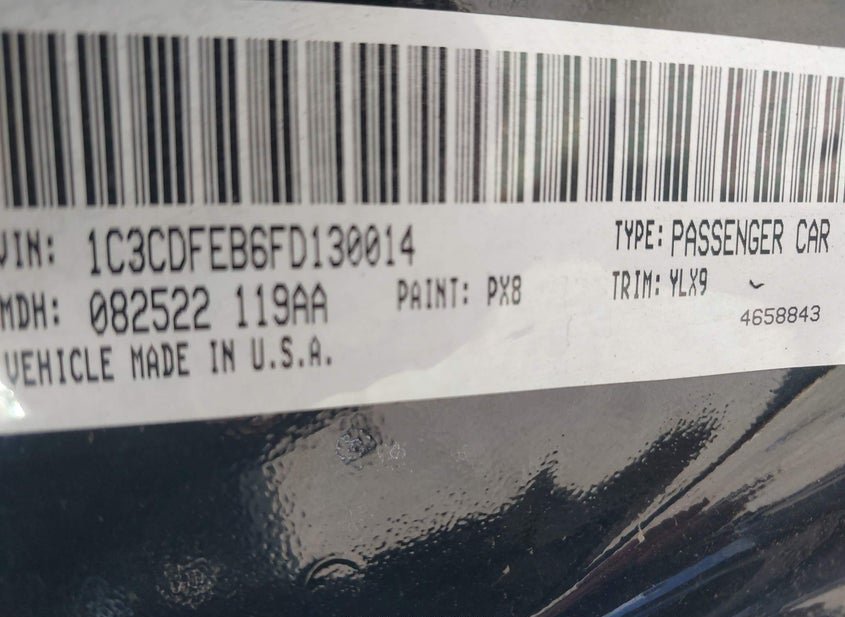 VIN: 1C3CDFEB6FD130014 TYPE: PASSENGER CAR
MDH: 082522 119AA PAINT: PX8 TRIM: YLX9
4658843
VEHICLE MADE IN U.S.A.